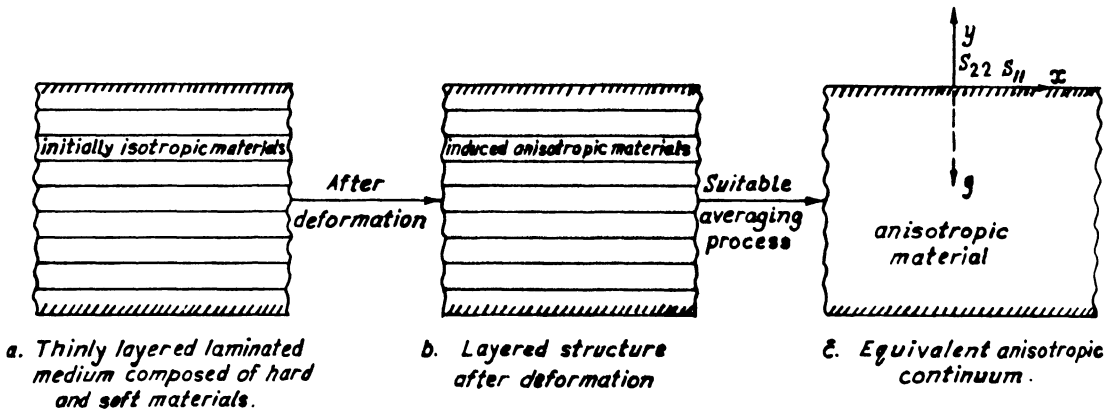 initially isotropic materials
After
deformation
induced anisotropic materials
Suitable
averaging
process
y
S22 S11 x
g
anisotropic
material
a. Thinly layered laminated
medium composed of hard
and soft materials.
b. Layered structure
after deformation
c. Equivalent anisotropic
continuum.